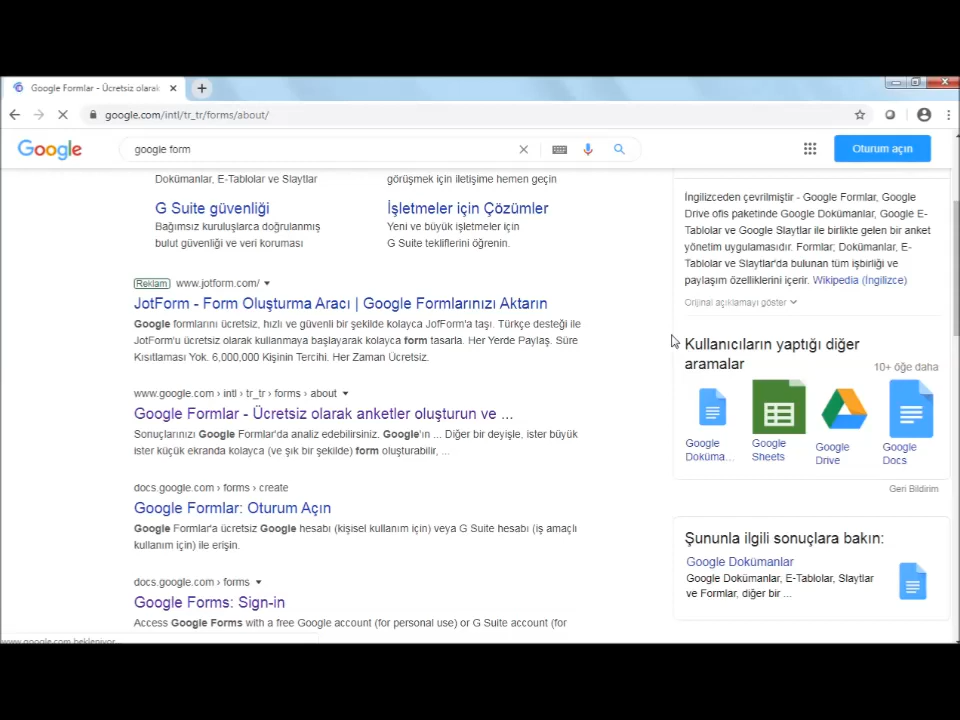 Google Formlar - Ücretsiz olarak
google.com/intl/tr_tr/forms/about/
Google
google form
Oturum açın
Dokümanlar, E-Tablolar ve Slaytlar
görüşmek için iletişime hemen geçin
G Suite güvenliği
İşletmeler için Çözümler
Bağımsız kuruluşlarca doğrulanmış
bulut güvenliği ve veri koruması
Yeni ve büyük işletmeler için
G Suite tekliflerini öğrenin.
Reklam www.jotform.com/
JotForm - Form Oluşturma Aracı | Google Formlarınızı Aktarın
Google formlarını ücretsiz, hızlı ve güvenli bir şekilde kolayca JofForm'a taşı. Türkçe desteği ile
JotForm'u ücretsiz olarak kullanmaya başlayarak kolayca form tasarla. Her Yerde Paylaş. Süre
Kısıtlaması Yok. 6,000,000 Kişinin Tercihi. Her Zaman Ücretsiz.
www.google.com › intl › tr_tr › forms › about
Google Formlar - Ücretsiz olarak anketler oluşturun ve ...
Sonuçlarınızı Google Formlar'da analiz edebilirsiniz. Google'ın ... Diğer bir deyişle, ister büyük
ister küçük ekranda kolayca (ve şık bir şekilde) form oluşturabilir, ...
docs.google.com › forms › create
Google Formlar: Oturum Açın
Google Formlar'a ücretsiz Google hesabı (kişisel kullanım için) veya G Suite hesabı (iş amaçlı
kullanım için) ile erişin.
docs.google.com › forms
Google Forms: Sign-in
Access Google Forms with a free Google account (for personal use) or G Suite account (for
www.google.com bekleniyor...
İngilizceden çevrilmiştir - Google Formlar, Google
Drive ofis paketinde Google Dokümanlar, Google E-
Tablolar ve Google Slaytlar ile birlikte gelen bir anket
yönetim uygulamasıdır. Formlar; Dokümanlar, E-
Tablolar ve Slaytlar'da bulunan tüm işbirliği ve
paylaşım özelliklerini içerir. Wikipedia (İngilizce)
Orijinal açıklamayı göster
Kullanıcıların yaptığı diğer
aramalar
10+ öğe daha
Google
Doküma...
Google
Sheets
Google
Drive
Google
Docs
Geri Bildirim
Şununla ilgili sonuçlara bakın:
Google Dokümanlar
Google Dokümanlar, E-Tablolar, Slaytlar
ve Formlar, diğer bir ...